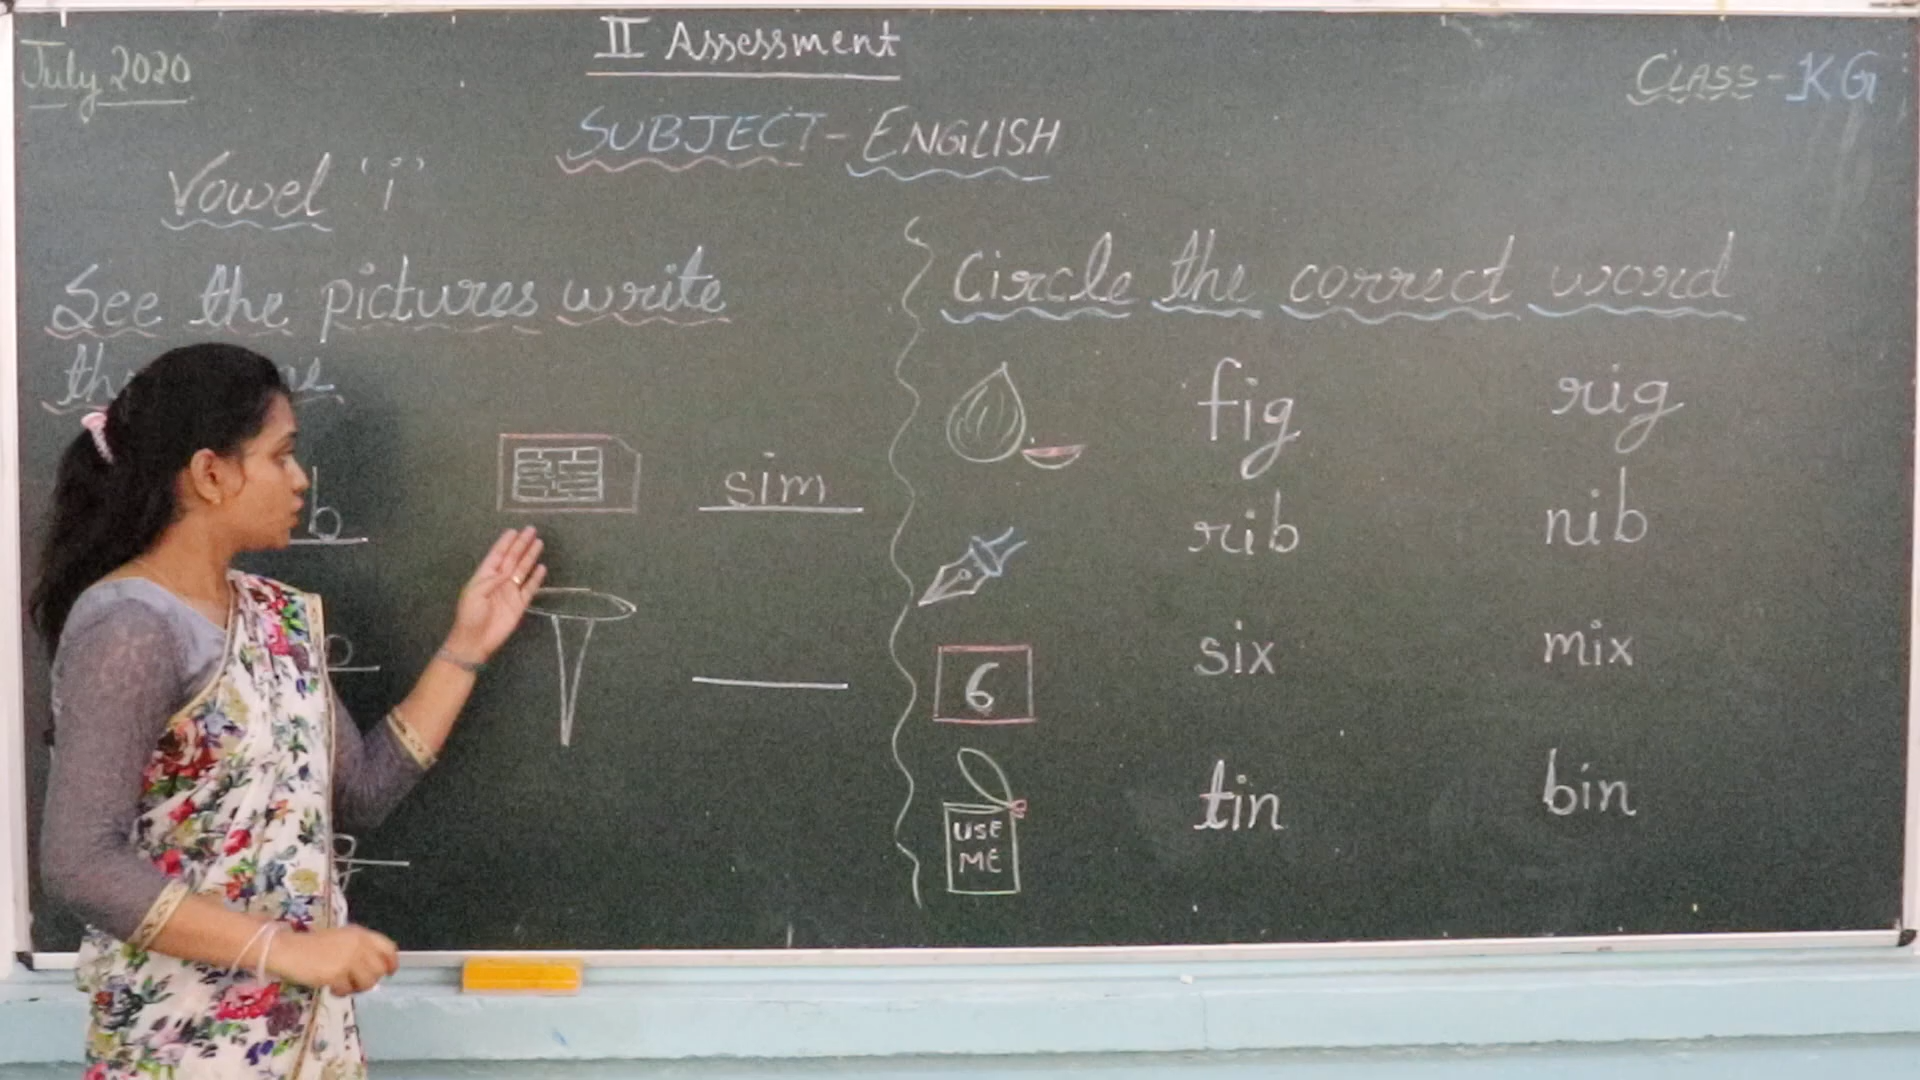 II Assessment
July 2020
CLASS - KG
SUBJECT - ENGLISH
Vowel 'i'
See the pictures write
Circle the correct word
fig rig
sim
rib nib
six mix
6
tin bin
USE
ME